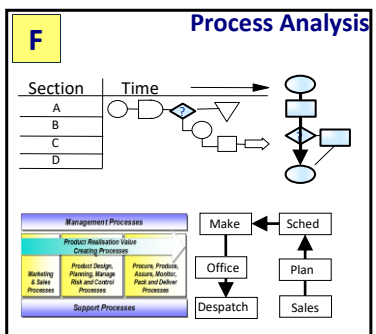 F
Process Analysis
Section Time
A
B
C
D
?
?
Management Processes
Product Realisation Value
Creating Processes
Marketing
& Sales
Processes
Product Design,
Planning, Manage
Risk and Control
Processes
Procure, Produce,
Assure, Monitor,
Pack and Deliver
Processes
Support Processes
Make
Sched
Office
Plan
Despatch
Sales